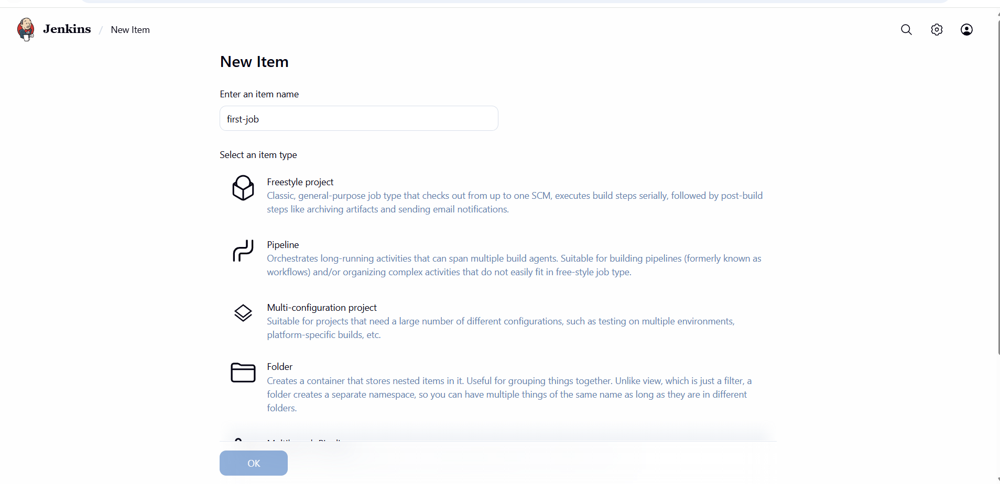 Jenkins / New Item
New Item
Enter an item name
first-job
Select an item type
Freestyle project
Classic, general-purpose job type that checks out from up to one SCM, executes build steps serially, followed by post-build
steps like archiving artifacts and sending email notifications.
Pipeline
Orchestrates long-running activities that can span multiple build agents. Suitable for building pipelines (formerly known as
workflows) and/or organizing complex activities that do not easily fit in free-style job type.
Multi-configuration project
Suitable for projects that need a large number of different configurations, such as testing on multiple environments,
platform-specific builds, etc.
Folder
Creates a container that stores nested items in it. Useful for grouping things together. Unlike view, which is just a filter, a
folder creates a separate namespace, so you can have multiple things of the same name as long as they are in different
folders.
OK